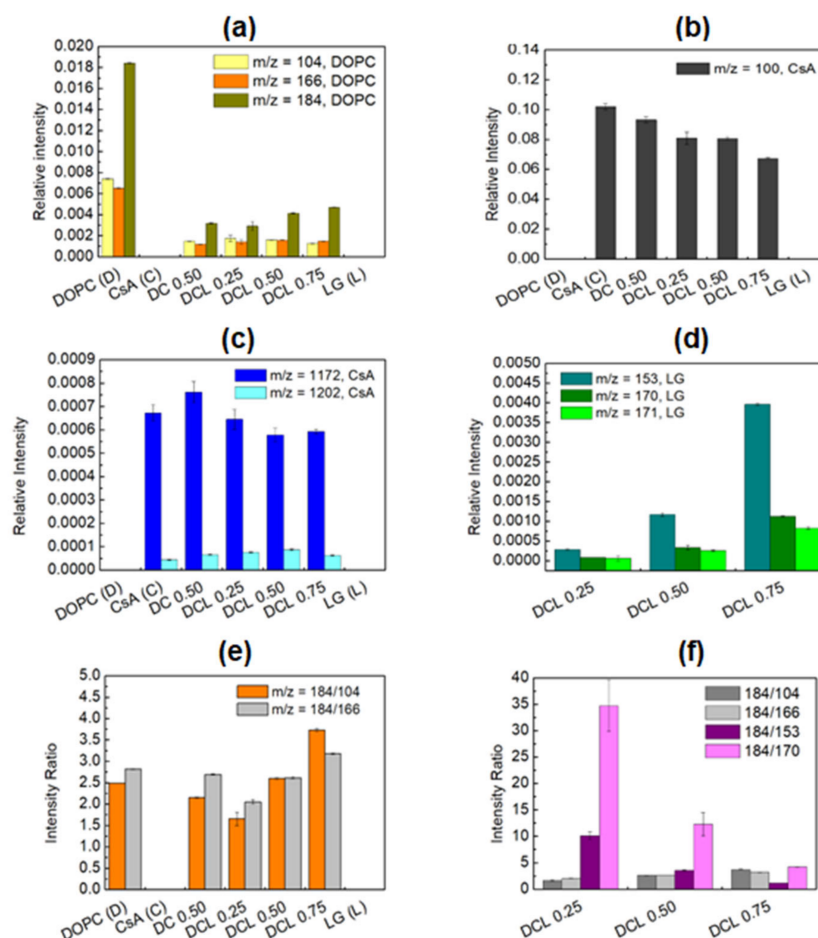 (a)
0.020
0.018
0.016
0.014
0.012
0.010
0.008
0.006
0.004
0.002
0.000
Relative intensity
m/z = 104, DOPC
m/z = 166, DOPC
m/z = 184, DOPC
DOPC (D)
CsA (C)
DC 0.50
DCL 0.25
DCL 0.50
DCL 0.75
LG (L)
(b)
0.14
0.12
0.10
0.08
0.06
0.04
0.02
0.00
Relative Intensity
m/z = 100, CsA
DOPC (D)
CsA (C)
DC 0.50
DCL 0.25
DCL 0.50
DCL 0.75
LG (L)
(c)
0.0009
0.0008
0.0007
0.0006
0.0005
0.0004
0.0003
0.0002
0.0001
0.0000
Relative Intensity
m/z = 1172, CsA
m/z = 1202, CsA
DOPC (D)
CsA (C)
DC 0.50
DCL 0.25
DCL 0.50
DCL 0.75
LG (L)
(d)
0.0050
0.0045
0.0040
0.0035
0.0030
0.0025
0.0020
0.0015
0.0010
0.0005
0.0000
Relative Intensity
m/z = 153, LG
m/z = 170, LG
m/z = 171, LG
DCL 0.25
DCL 0.50
DCL 0.75
(e)
5.0
4.5
4.0
3.5
3.0
2.5
2.0
1.5
1.0
0.5
0.0
Intensity Ratio
m/z = 184/104
m/z = 184/166
DOPC (D)
CsA (C)
DC 0.50
DCL 0.25
DCL 0.50
DCL 0.75
LG (L)
(f)
40
35
30
25
20
15
10
5
0
Intensity Ratio
184/104
184/166
184/153
184/170
DCL 0.25
DCL 0.50
DCL 0.75